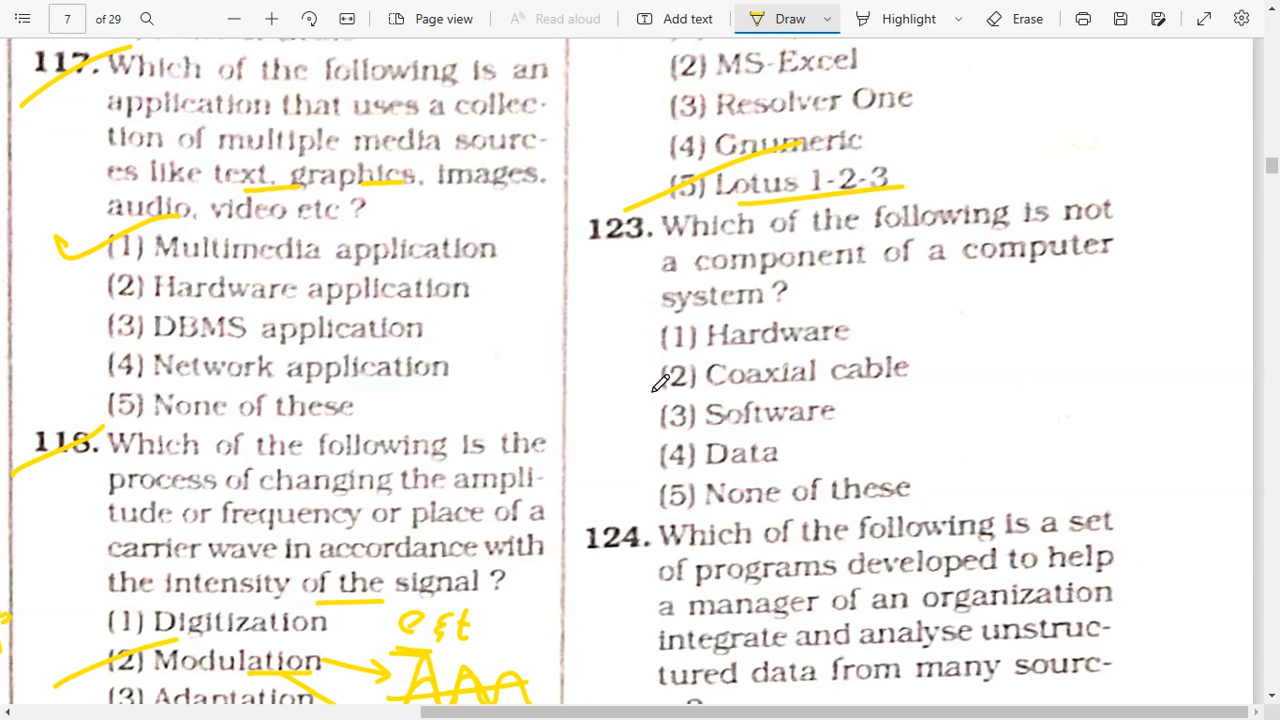 7 of 29
Page view
Read aloud
Add text
Draw
Highlight
Erase
117. Which of the following is an
application that uses a collec-
tion of multiple media sourc-
es like text, graphics, images,
audio, video etc ?
(1) Multimedia application
(2) Hardware application
(3) DBMS application
(4) Network application
(5) None of these
118. Which of the following is the
process of changing the ampli-
tude or frequency or place of a
carrier wave in accordance with
the intensity of the signal ?
(1) Digitization
(2) Modulation
(3) Adaptation
(2) MS-Excel
(3) Resolver One
(4) Gnumeric
(5) Lotus 1-2-3
123. Which of the following is not
a component of a computer
system ?
(1) Hardware
(2) Coaxial cable
(3) Software
(4) Data
(5) None of these
124. Which of the following is a set
of programs developed to help
a manager of an organization
integrate and analyse unstruc-
tured data from many sourc-